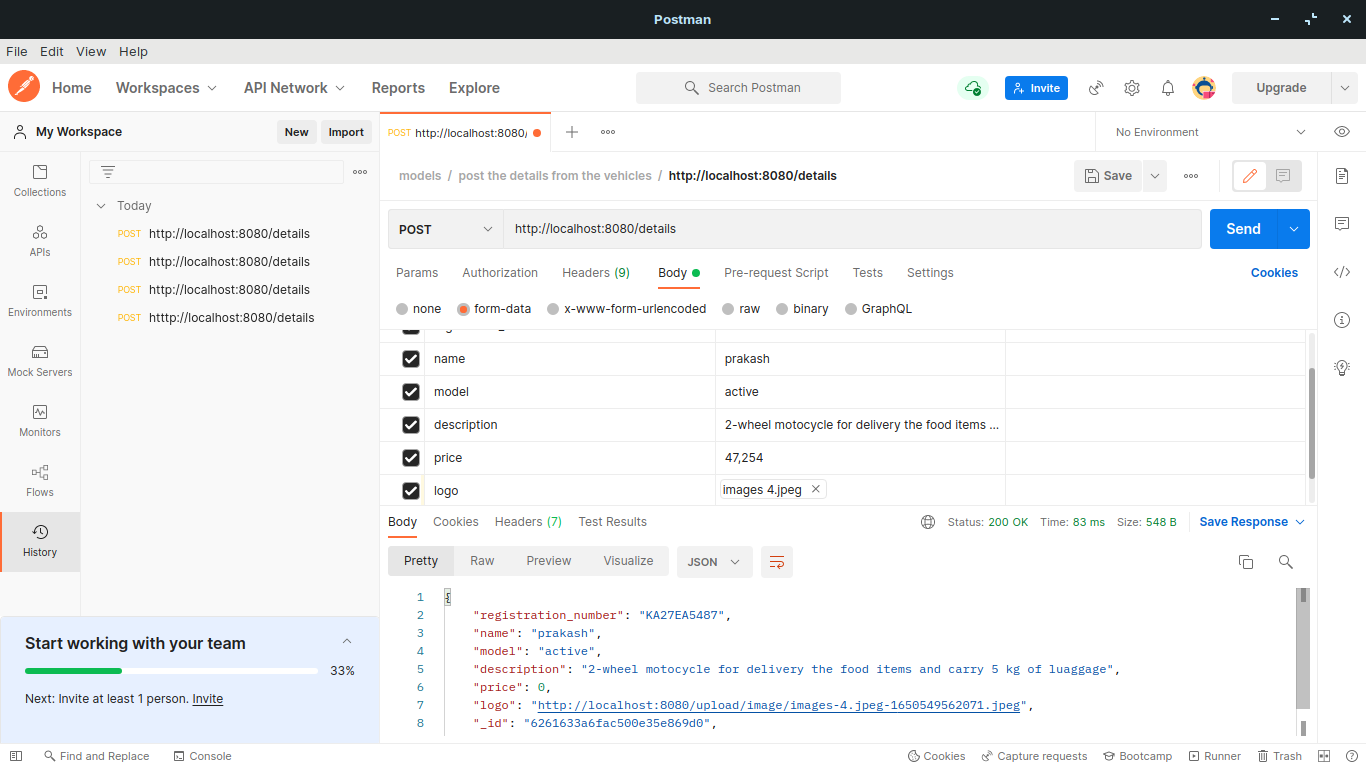 Postman
File Edit View Help
Home Workspaces API Network Reports Explore Search Postman Invite Upgrade
My Workspace New Import POST http://localhost:8080/ No Environment
models / post the details from the vehicles / http://localhost:8080/details Save
Collections
APIs
Environments
Mock Servers
Monitors
Flows
History
Today
POST http://localhost:8080/details
POST http://localhost:8080/details
POST http://localhost:8080/details
POST htttp://localhost:8080/details
Start working with your team
33%
Next: Invite at least 1 person. Invite
POST http://localhost:8080/details Send
Params Authorization Headers (9) Body Pre-request Script Tests Settings Cookies
none form-data x-www-form-urlencoded raw binary GraphQL
name prakash
model active
description 2-wheel motocycle for delivery the food items ...
price 47,254
logo images 4.jpeg
Body Cookies Headers (7) Test Results Status: 200 OK Time: 83 ms Size: 548 B Save Response
Pretty Raw Preview Visualize JSON
1 {
2 "registration_number": "KA27EA5487",
3 "name": "prakash",
4 "model": "active",
5 "description": "2-wheel motocycle for delivery the food items and carry 5 kg of luaggage",
6 "price": 0,
7 "logo": "http://localhost:8080/upload/image/images-4.jpeg-1650549562071.jpeg",
8 "_id": "6261633a6fac500e35e869d0",
Find and Replace Console Cookies Capture requests Bootcamp Runner Trash